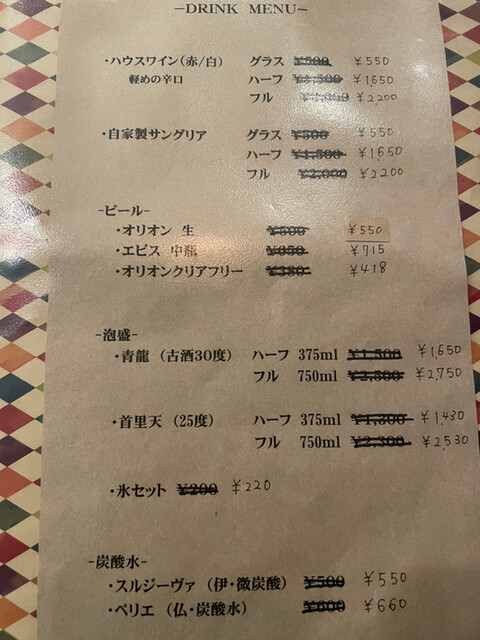 -DRINK MENU-
・ハウスワイン(赤/白) グラス ¥500 ¥550
軽めの辛口 ハーフ ¥1,500 ¥1,650
フル ¥2,000 ¥2,200
・自家製サングリア グラス ¥500 ¥550
ハーフ ¥1,500 ¥1650
フル ¥2,000 ¥2200
-ビール-
・オリオン 生 ¥500 ¥550
・エビス 中瓶 ¥650 ¥715
・オリオンクリアフリー ¥380 ¥418
-泡盛-
・青龍 (古酒30度) ハーフ 375ml ¥1,500 ¥1,650
フル 750ml ¥2,500 ¥2,750
・首里天 (25度) ハーフ 375ml ¥1,300 ¥1,430
フル 750ml ¥2,300 ¥2,530
・氷セット ¥200 ¥220
-炭酸水-
・スルジーヴァ (伊・微炭酸) ¥500 ¥550
・ペリエ (仏・炭酸水) ¥600 ¥660